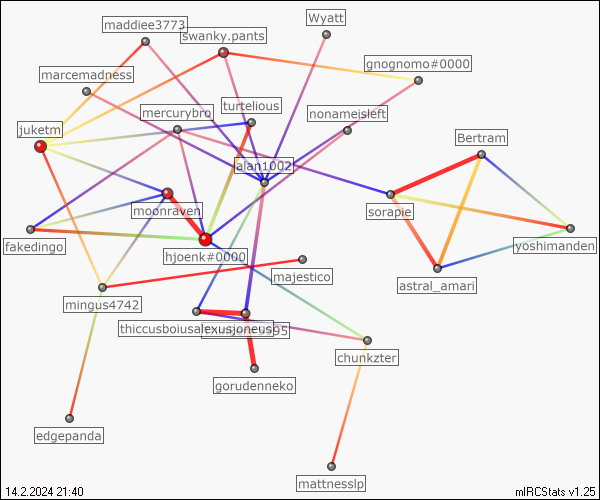 Wyatt
maddiee3773
swanky.pants
gnognomo#0000
marcemadness
turtelious
mercurybro
nonameisleft
juketm
Bertram
alan1002
moonraven
sorapie
fakedingo
yoshimanden
hjoenk#0000
majestico
astral_amari
mingus4742
thiccusboiusalexusjoneus
chunkzter
gorudenneko
edgepanda
mattnesslp
14.2.2024 21:40
mIRCStats v1.25